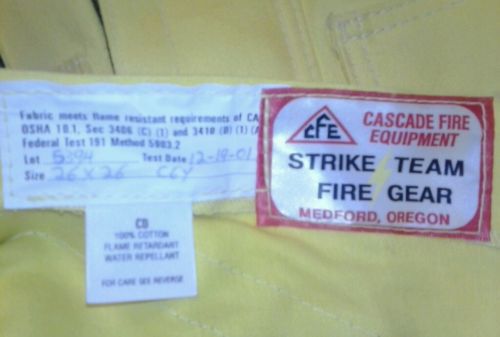 Fabric meets flame resistant requirements of CA
OSHA 10.1, Sec 3406 (C) (1) and 3410 (D) (1) (A
Federal Test 191 Method 5903.2
Lot 5394 Test Date 12-19-01
Size 26 x 26 CGY
CFE
CASCADE FIRE
EQUIPMENT
STRIKE TEAM
FIRE GEAR
MEDFORD, OREGON
CD
100% COTTON
FLAME RETARDANT
WATER REPELLANT
FOR CARE SEE REVERSE